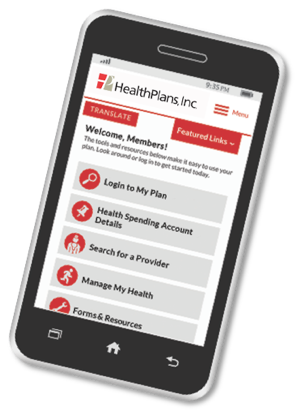 9:35 PM
HealthPlans, Inc
Menu
TRANSLATE
Featured Links
Welcome, Members!
The tools and resources below make it easy to use your
plan. Look around or log in to get started today.
Login to My Plan
Health Spending Account
Details
Search for a Provider
Manage My Health
Forms & Resources